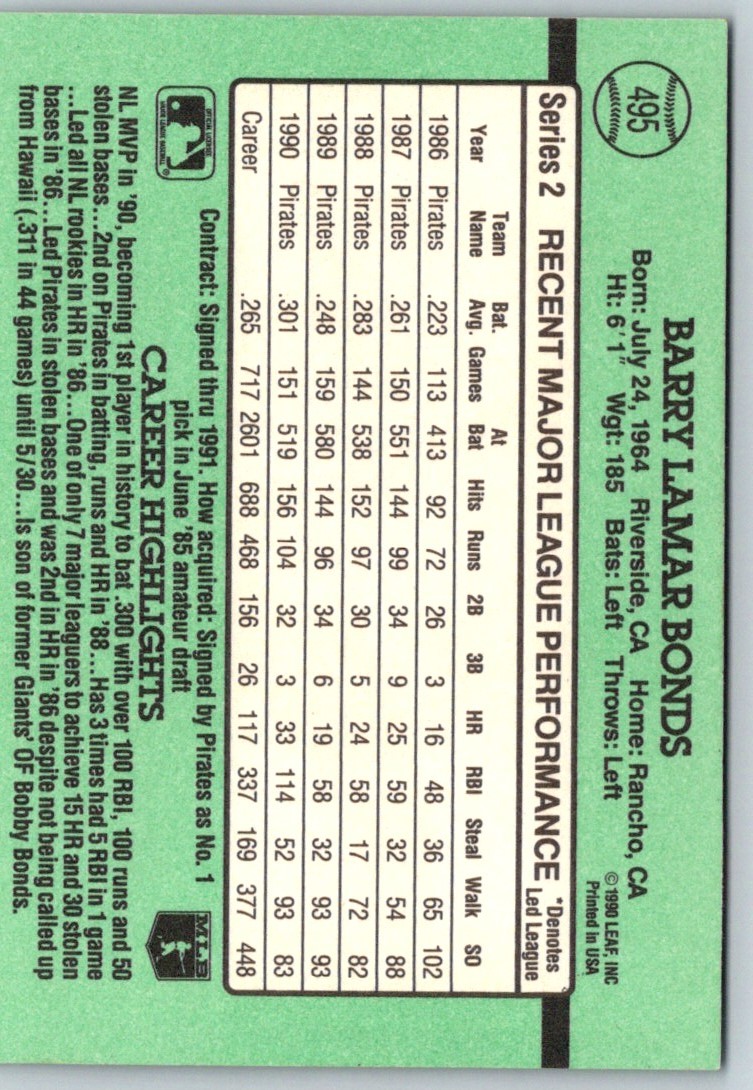 495
BARRY LAMAR BONDS
Born: July 24, 1964 Riverside, CA Home: Rancho, CA
Ht: 6'1" Wgt: 185 Bats: Left Throws: Left
©1990 LEAF, INC
Printed in USA
Series 2 RECENT MAJOR LEAGUE PERFORMANCE *Denotes Led League
Year Team Name Bat. Avg. Games At Bat Hits Runs 2B 3B HR RBI Steal Walk SO
1986 Pirates .223 113 413 92 72 26 3 16 48 36 65 102
1987 Pirates .261 150 551 144 99 34 9 25 59 32 54 88
1988 Pirates .283 144 538 152 97 30 5 24 58 17 72 82
1989 Pirates .248 159 580 144 96 34 6 19 58 32 93 93
1990 Pirates .301 151 519 156 104 32 3 33 114 52 93 83
Career .265 717 2601 688 468 156 26 117 337 169 377 448
OFFICIAL LICENSEE
MAJOR LEAGUE BASEBALL
Contract: Signed thru 1991. How acquired: Signed by Pirates as No. 1
pick in June '85 amateur draft
MLB
CAREER HIGHLIGHTS
NL MVP in '90, becoming 1st player in history to bat .300 with over 100 RBI, 100 runs and 50
stolen bases...2nd on Pirates in batting, runs and HR in '88...Has 3 times had 5 RBI in 1 game
...Led all NL rookies in HR in '86...One of only 7 major leaguers to achieve 15 HR and 30 stolen
bases in '86...Led Pirates in stolen bases and was 2nd in HR in '86 despite not being called up
from Hawaii (.311 in 44 games) until 5/30...Is son of former Giants' OF Bobby Bonds.